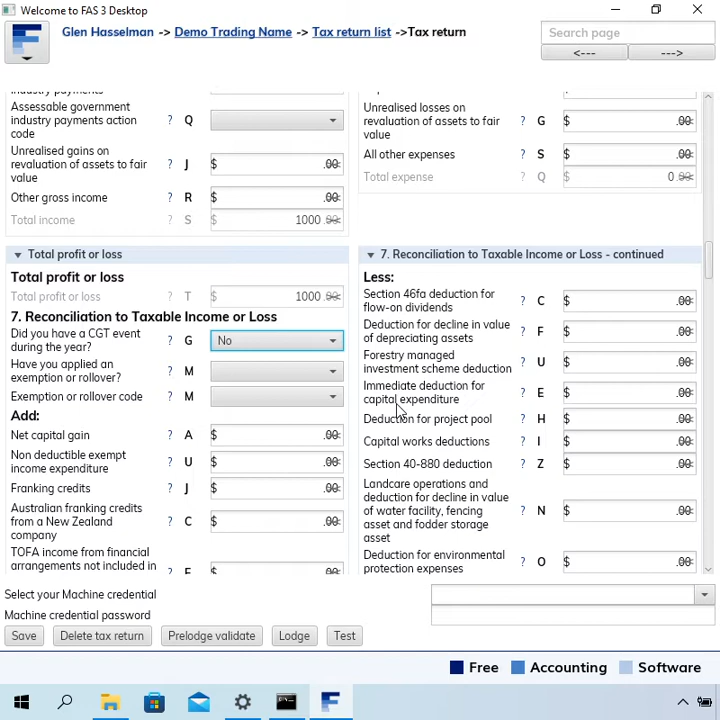 Welcome to FAS 3 Desktop
Glen Hasselman -> Demo Trading Name -> Tax return list ->Tax return
Search page
<--- --->
industry payments
Assessable government
industry payments action ? Q
code
Unrealised gains on
revaluation of assets to fair ? J $ .00
value
Other gross income ? R $ .00
Total income ? S $ 1000 .00
Unrealised losses on
revaluation of assets to fair ? G $ .00
value
All other expenses ? S $ .00
Total expense ? Q $ 0 .00
Total profit or loss
Total profit or loss
Total profit or loss ? T $ 1000 .00
7. Reconciliation to Taxable Income or Loss
Did you have a CGT event
during the year? ? G No
Have you applied an
exemption or rollover? ? M
Exemption or rollover code ? M
Add:
Net capital gain ? A $ .00
Non deductible exempt
income expenditure ? U $ .00
Franking credits ? J $ .00
Australian franking credits
from a New Zealand ? C $ .00
company
TOFA income from financial
arrangements not included in
? E $ .00
7. Reconciliation to Taxable Income or Loss - continued
Less:
Section 46fa deduction for
flow-on dividends ? C $ .00
Deduction for decline in value
of depreciating assets ? F $ .00
Forestry managed
investment scheme deduction ? U $ .00
Immediate deduction for
capital expenditure ? E $ .00
Deduction for project pool ? H $ .00
Capital works deductions ? I $ .00
Section 40-880 deduction ? Z $ .00
Landcare operations and
deduction for decline in value
of water facility, fencing ? N $ .00
asset and fodder storage
asset
Deduction for environmental
protection expenses ? O $ .00
Select your Machine credential
Machine credential password
Save Delete tax return Prelodge validate Lodge Test
Free Accounting Software